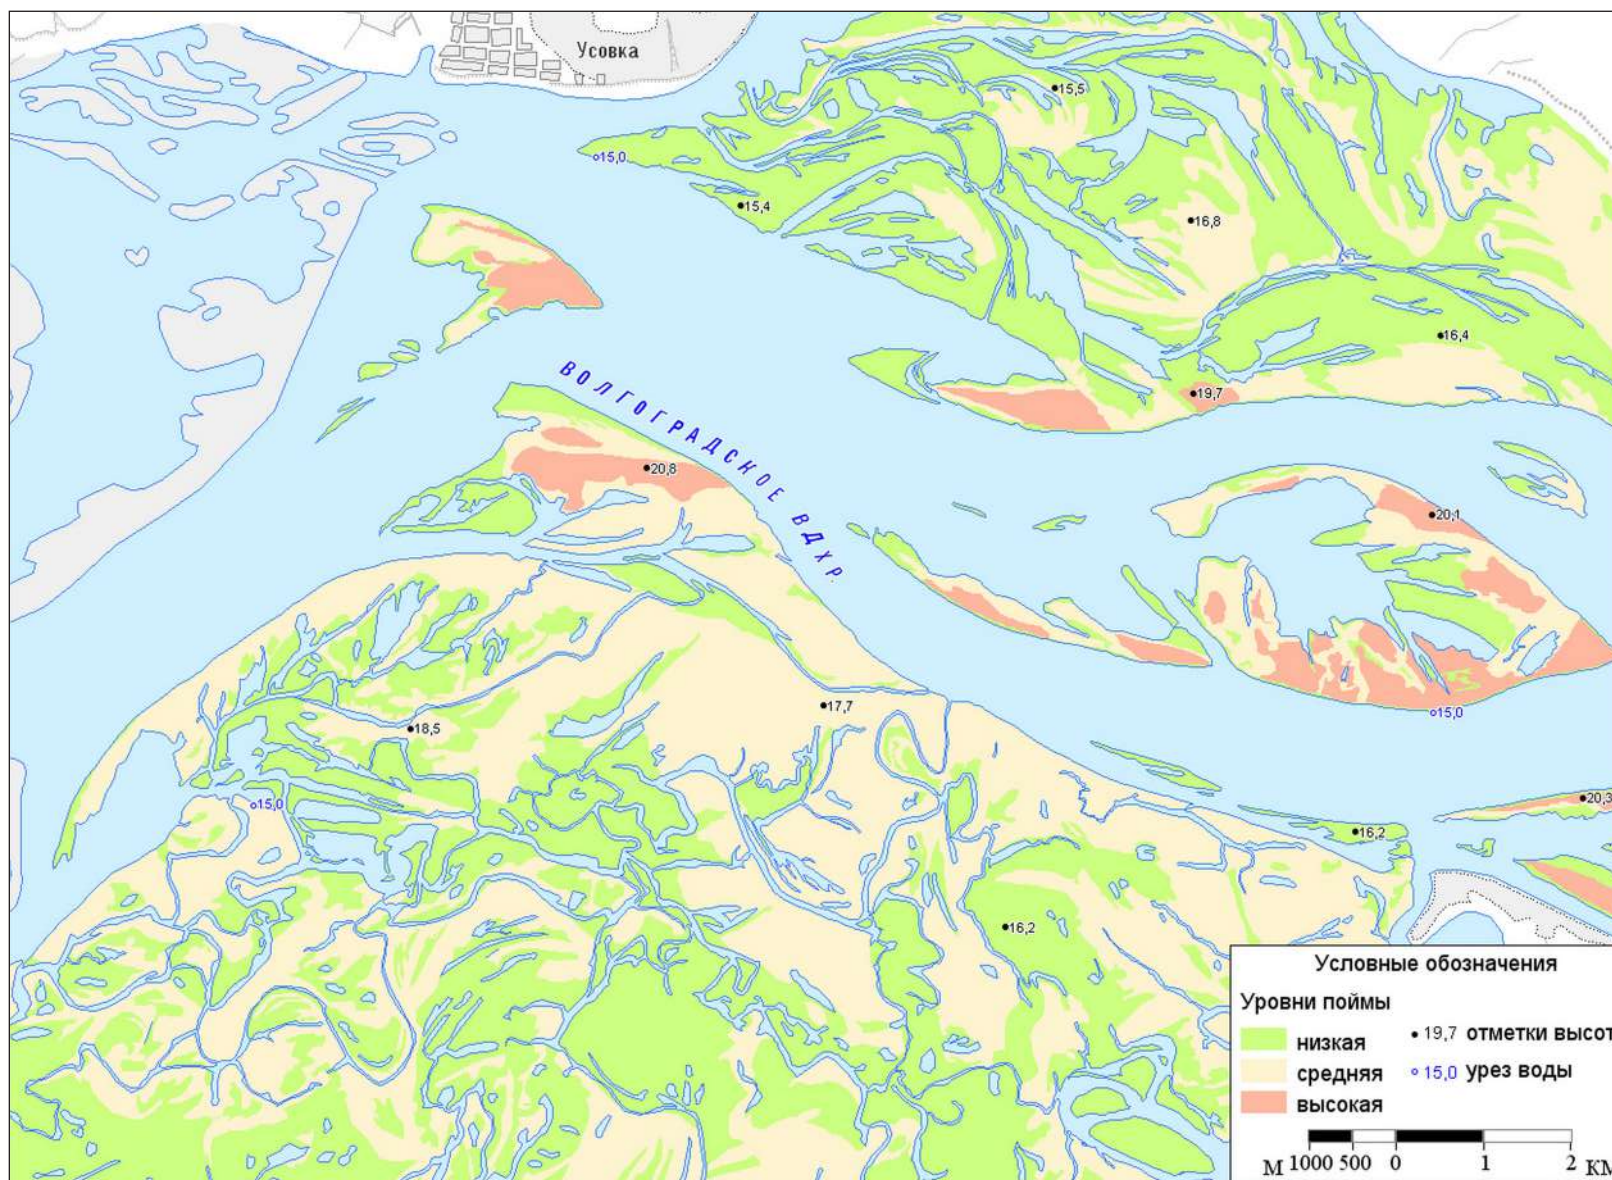 Усовка
15,5
15,0
15,4
16,8
16,4
ВОЛГОГРАДСКОЕ ВДХР.
19,7
20,8
20,1
17,7
18,5
15,0
15,0
20,3
16,2
16,2
Условные обозначения
Уровни поймы
низкая
19,7 отметки высот
средняя
15,0 урез воды
высокая
М 1000 500 0 1 2 КМ